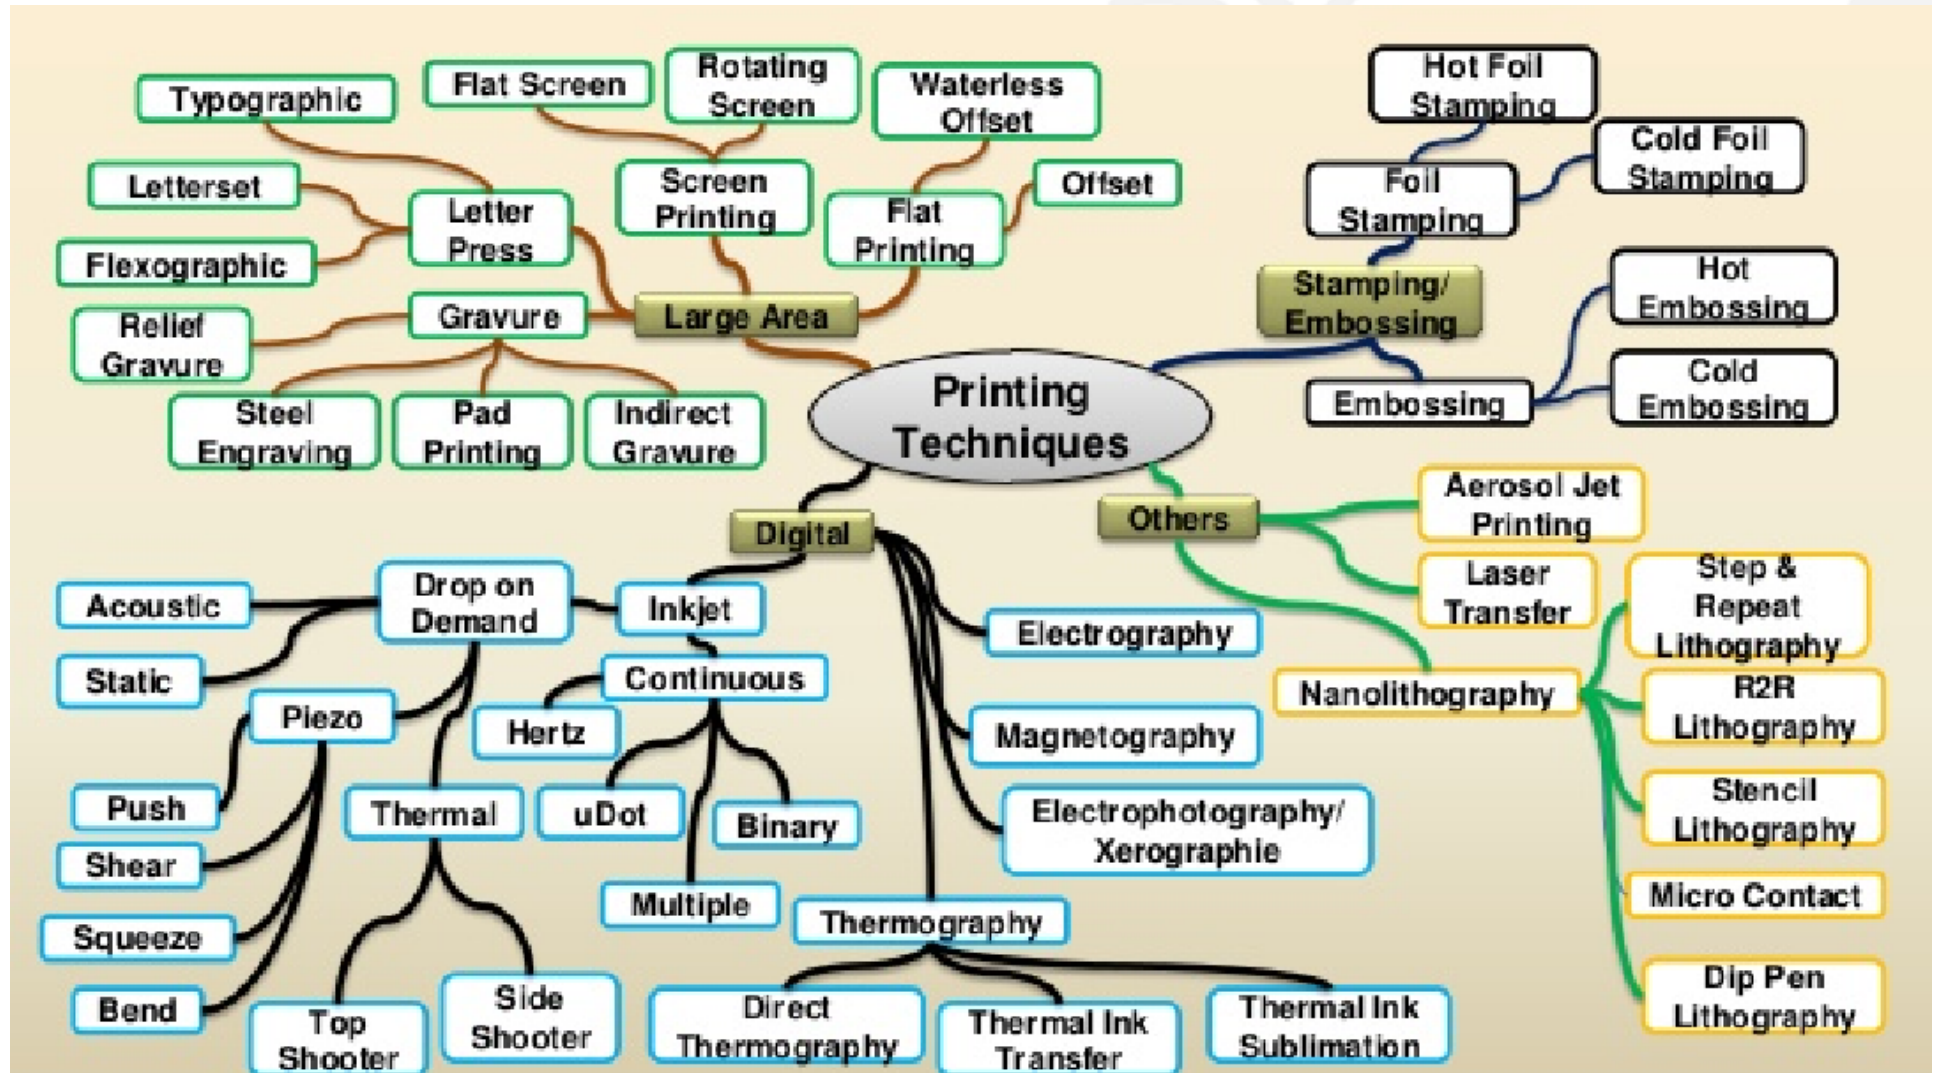 Typographic
Flat Screen
Rotating
Screen
Waterless
Offset
Letterset
Letter
Press
Screen
Printing
Flat
Printing
Offset
Flexographic
Relief
Gravure
Gravure
Large Area
Steel
Engraving
Pad
Printing
Indirect
Gravure
Hot Foil
Stamping
Cold Foil
Stamping
Foil
Stamping
Stamping/
Embossing
Hot
Embossing
Embossing
Cold
Embossing
Printing
Techniques
Digital
Others
Aerosol Jet
Printing
Laser
Transfer
Step &
Repeat
Lithography
Nanolithography
R2R
Lithography
Stencil
Lithography
Micro Contact
Dip Pen
Lithography
Acoustic
Drop on
Demand
Inkjet
Electrography
Static
Continuous
Piezo
Hertz
Magnetography
Push
Thermal
uDot
Binary
Electrophotography/
Xerographie
Shear
Multiple
Thermography
Squeeze
Bend
Top
Shooter
Side
Shooter
Direct
Thermography
Thermal Ink
Transfer
Thermal Ink
Sublimation